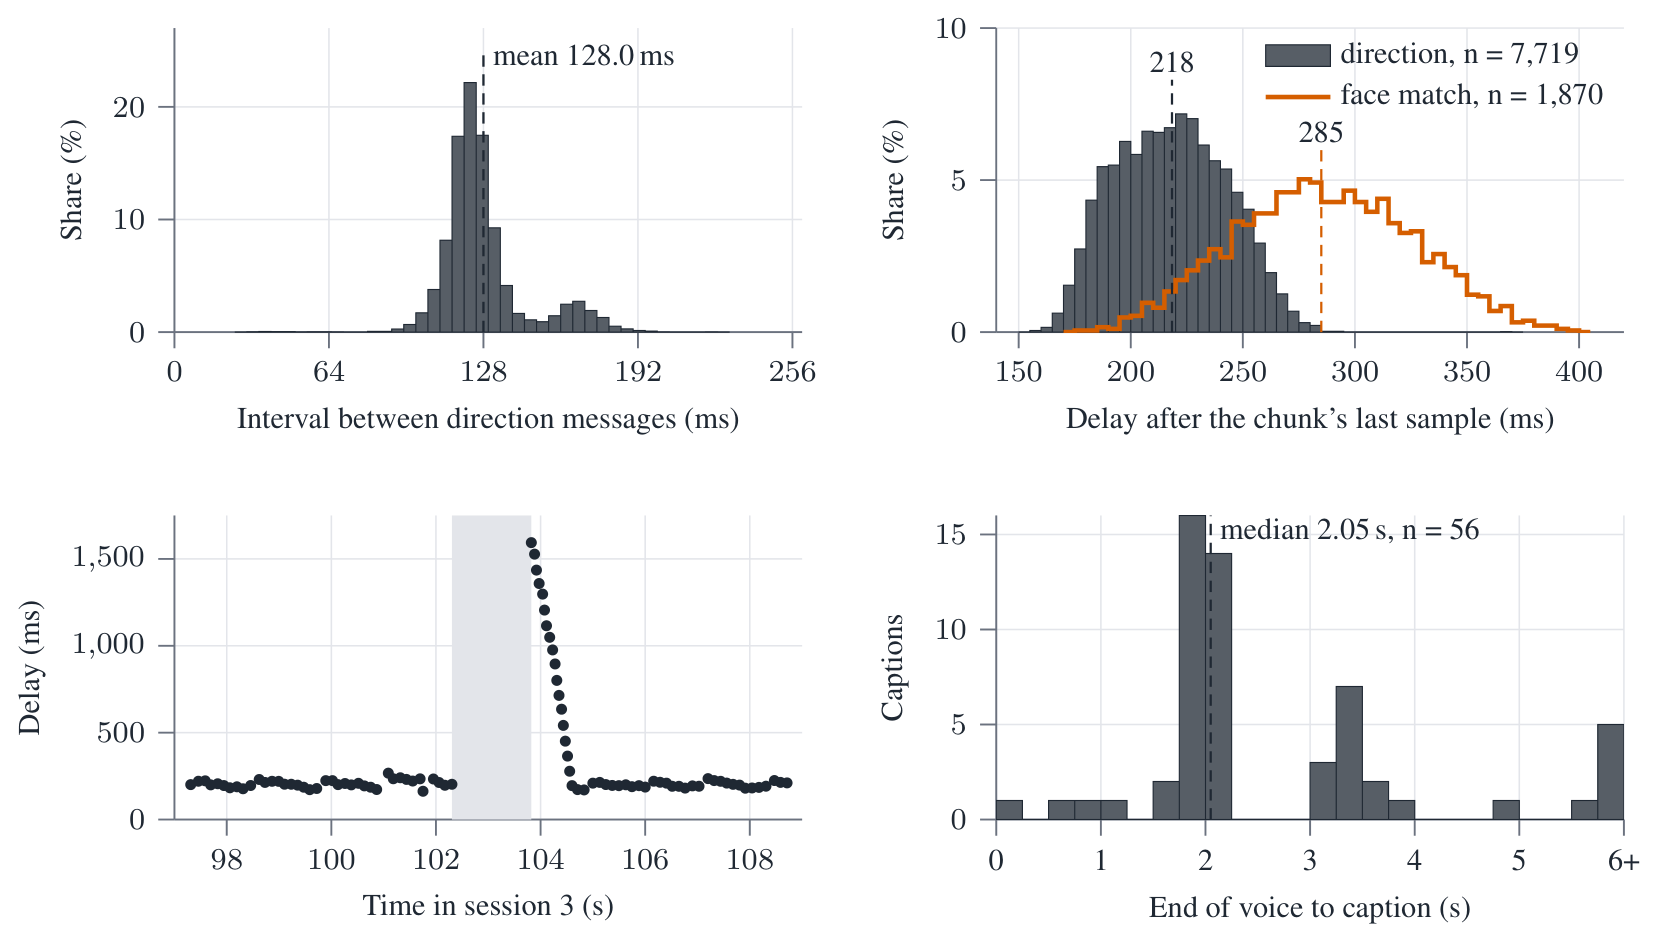 mean 128.0 ms
Share (%)
20
10
0
0 64 128 192 256
Interval between direction messages (ms)
direction, n = 7,719
face match, n = 1,870
218
285
Share (%)
10
5
0
150 200 250 300 350 400
Delay after the chunk’s last sample (ms)
Delay (ms)
1,500
1,000
500
0
98 100 102 104 106 108
Time in session 3 (s)
median 2.05 s, n = 56
Captions
15
10
5
0
0 1 2 3 4 5 6+
End of voice to caption (s)